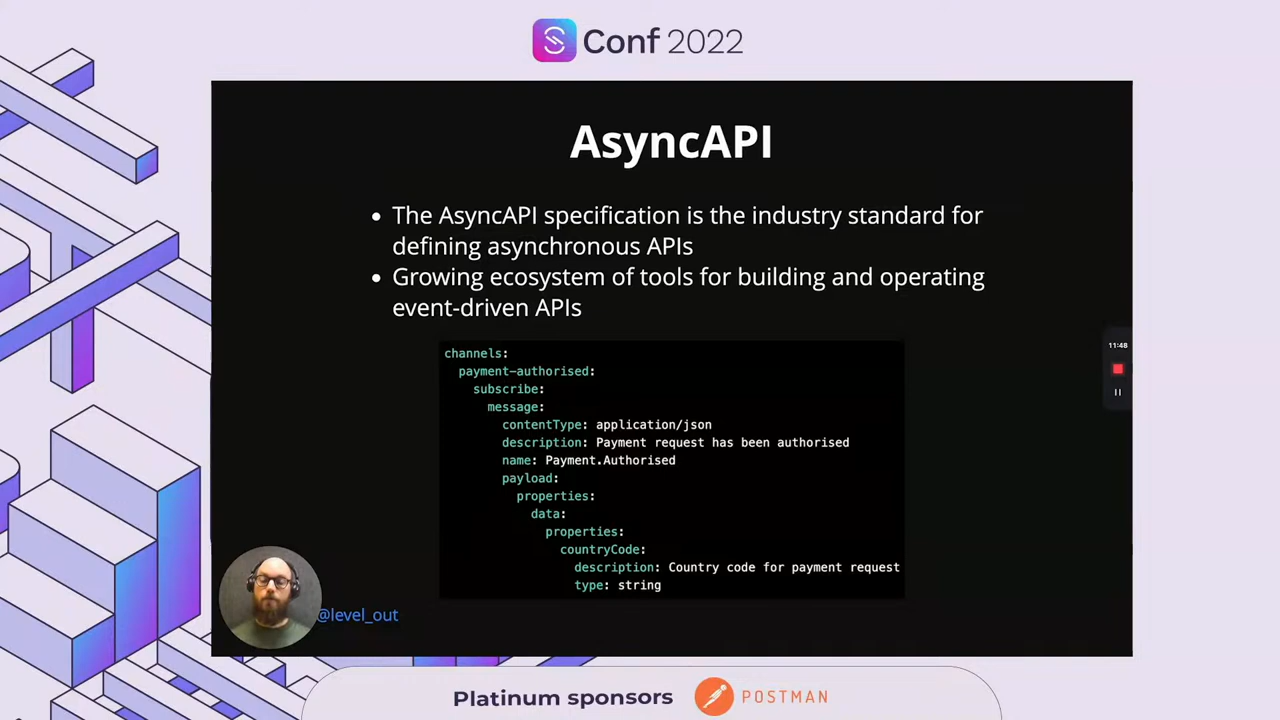 Conf 2022
AsyncAPI
• The AsyncAPI specification is the industry standard for
defining asynchronous APIs
• Growing ecosystem of tools for building and operating
event-driven APIs
channels:
  payment-authorised:
    subscribe:
      message:
        contentType: application/json
        description: Payment request has been authorised
        name: Payment.Authorised
        payload:
          properties:
            data:
              properties:
                countryCode:
                  description: Country code for payment request
                  type: string
11:48
@level_out
Platinum sponsors POSTMAN